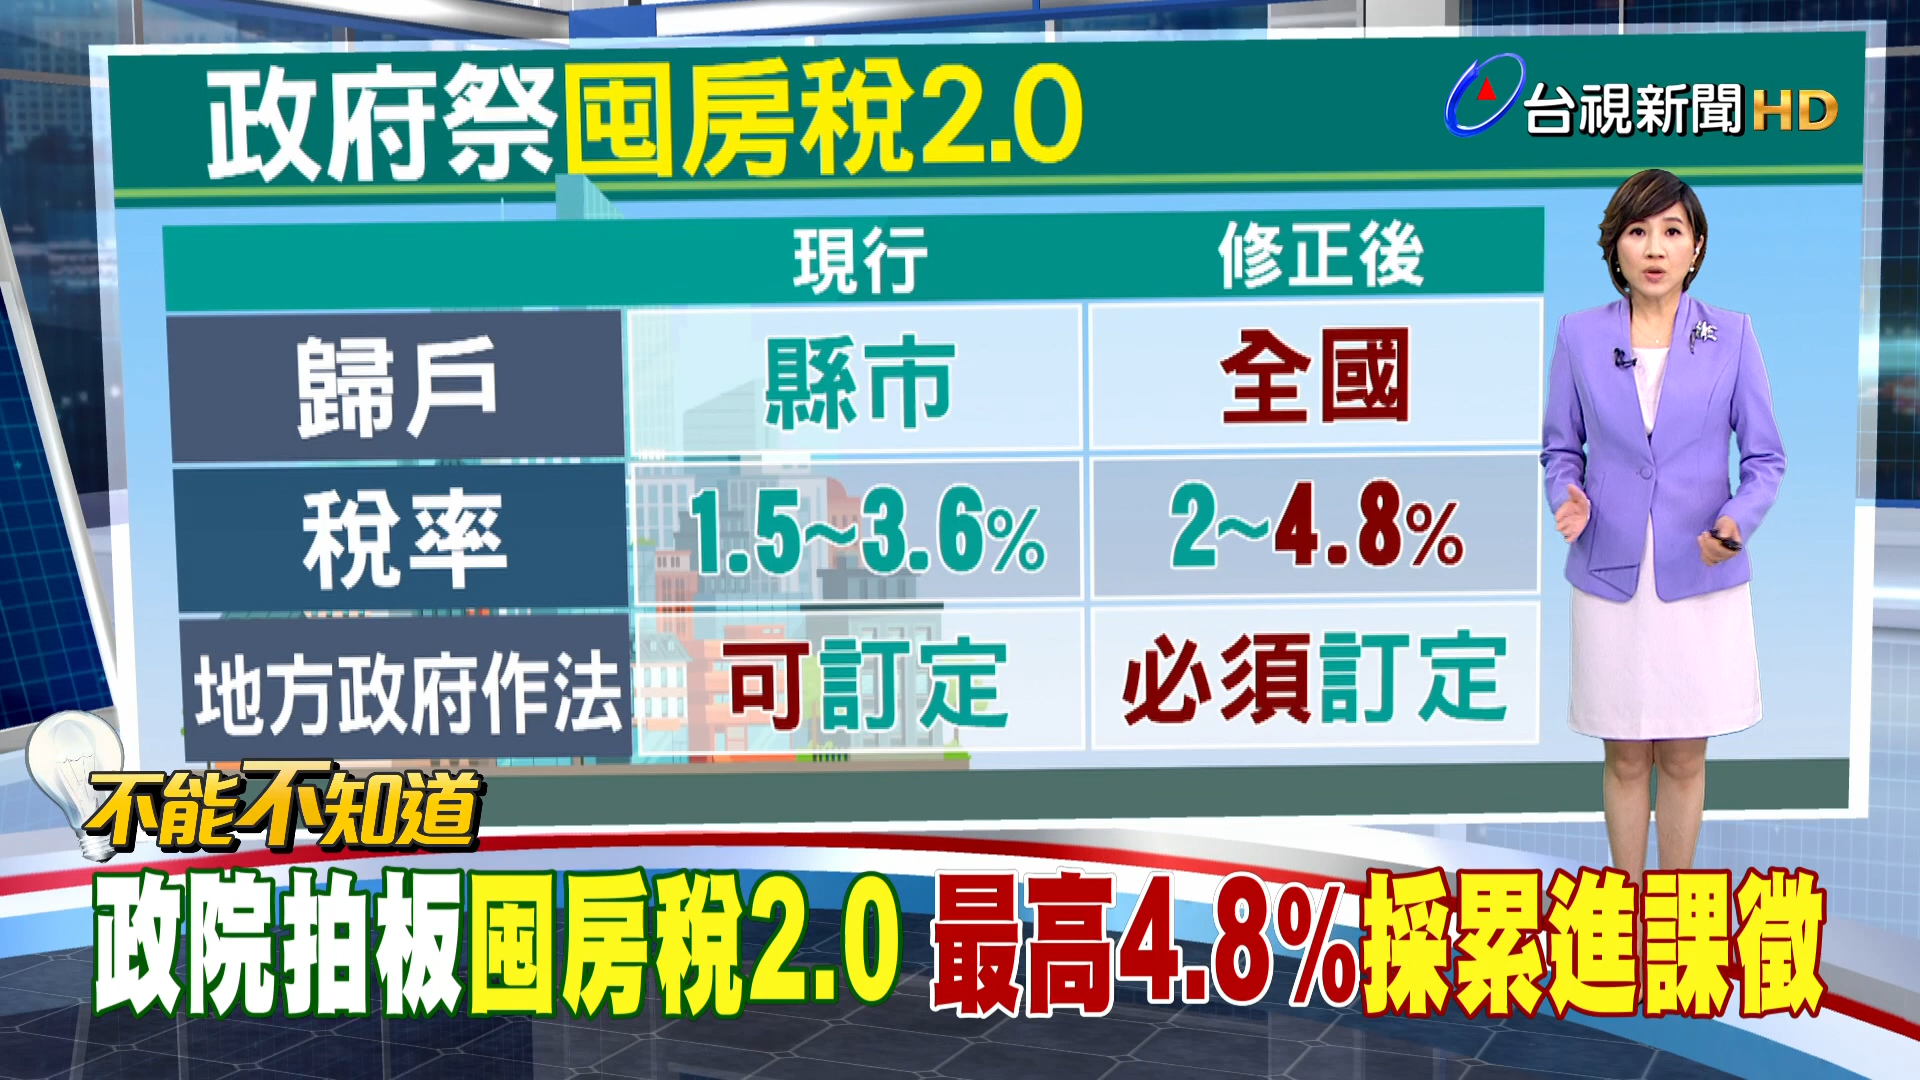 政府祭囤房稅2.0
台視新聞HD
現行 修正後
歸戶 縣市 全國
稅率 1.5~3.6% 2~4.8%
地方政府作法 可訂定 必須訂定
不能不知道
政院拍板囤房稅2.0 最高4.8%採累進課徵